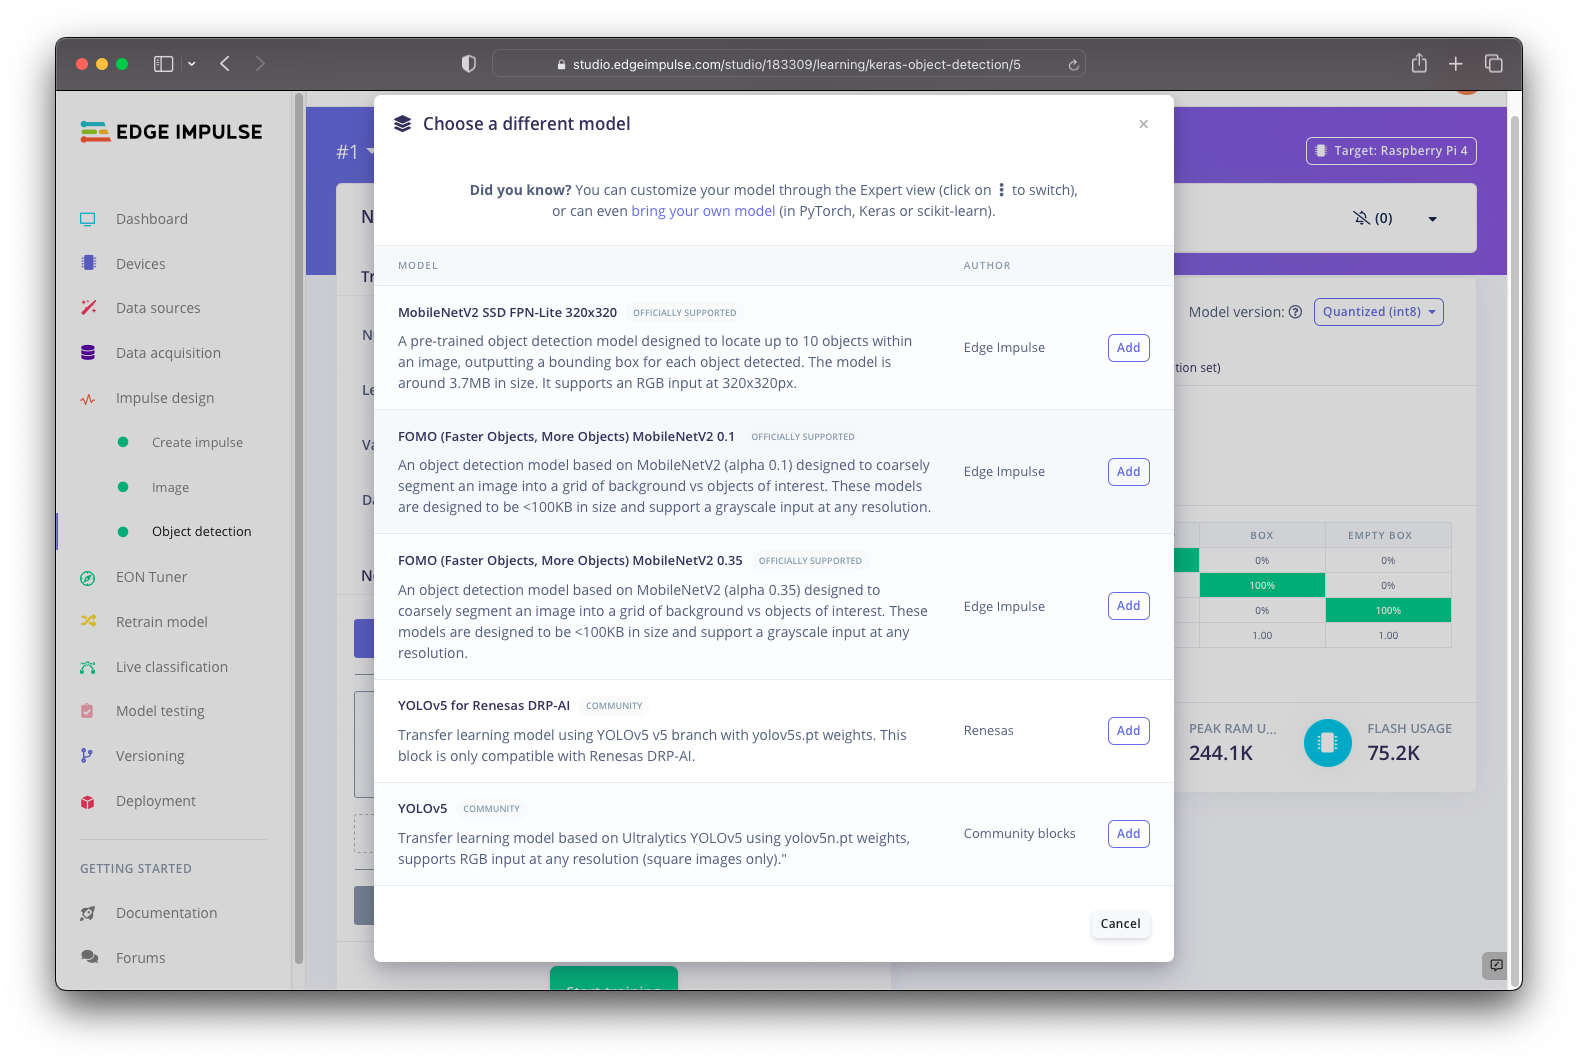 studio.edgeimpulse.com/studio/183309/learning/keras-object-detection/5
EDGE IMPULSE
Dashboard
Devices
Data sources
Data acquisition
Impulse design
Create impulse
Image
Object detection
EON Tuner
Retrain model
Live classification
Model testing
Versioning
Deployment
GETTING STARTED
Documentation
Forums
#1
Target: Raspberry Pi 4
(0)
Choose a different model
×
Did you know? You can customize your model through the Expert view (click on ⋮ to switch),
or can even bring your own model (in PyTorch, Keras or scikit-learn).
MODEL AUTHOR
MobileNetV2 SSD FPN-Lite 320x320 OFFICIALLY SUPPORTED
A pre-trained object detection model designed to locate up to 10 objects within
an image, outputting a bounding box for each object detected. The model is
around 3.7MB in size. It supports an RGB input at 320x320px.
Edge Impulse
Add
FOMO (Faster Objects, More Objects) MobileNetV2 0.1 OFFICIALLY SUPPORTED
An object detection model based on MobileNetV2 (alpha 0.1) designed to coarsely
segment an image into a grid of background vs objects of interest. These models
are designed to be <100KB in size and support a grayscale input at any resolution.
Edge Impulse
Add
FOMO (Faster Objects, More Objects) MobileNetV2 0.35 OFFICIALLY SUPPORTED
An object detection model based on MobileNetV2 (alpha 0.35) designed to
coarsely segment an image into a grid of background vs objects of interest. These
models are designed to be <100KB in size and support a grayscale input at any
resolution.
Edge Impulse
Add
YOLOv5 for Renesas DRP-AI COMMUNITY
Transfer learning model using YOLOv5 v5 branch with yolov5s.pt weights. This
block is only compatible with Renesas DRP-AI.
Renesas
Add
YOLOv5 COMMUNITY
Transfer learning model based on Ultralytics YOLOv5 using yolov5n.pt weights,
supports RGB input at any resolution (square images only)."
Community blocks
Add
Cancel
Model version: Quantized (int8)
tion set)
BOX EMPTY BOX
0% 0%
100% 0%
0% 100%
1.00 1.00
PEAK RAM U... FLASH USAGE
244.1K 75.2K
Start training